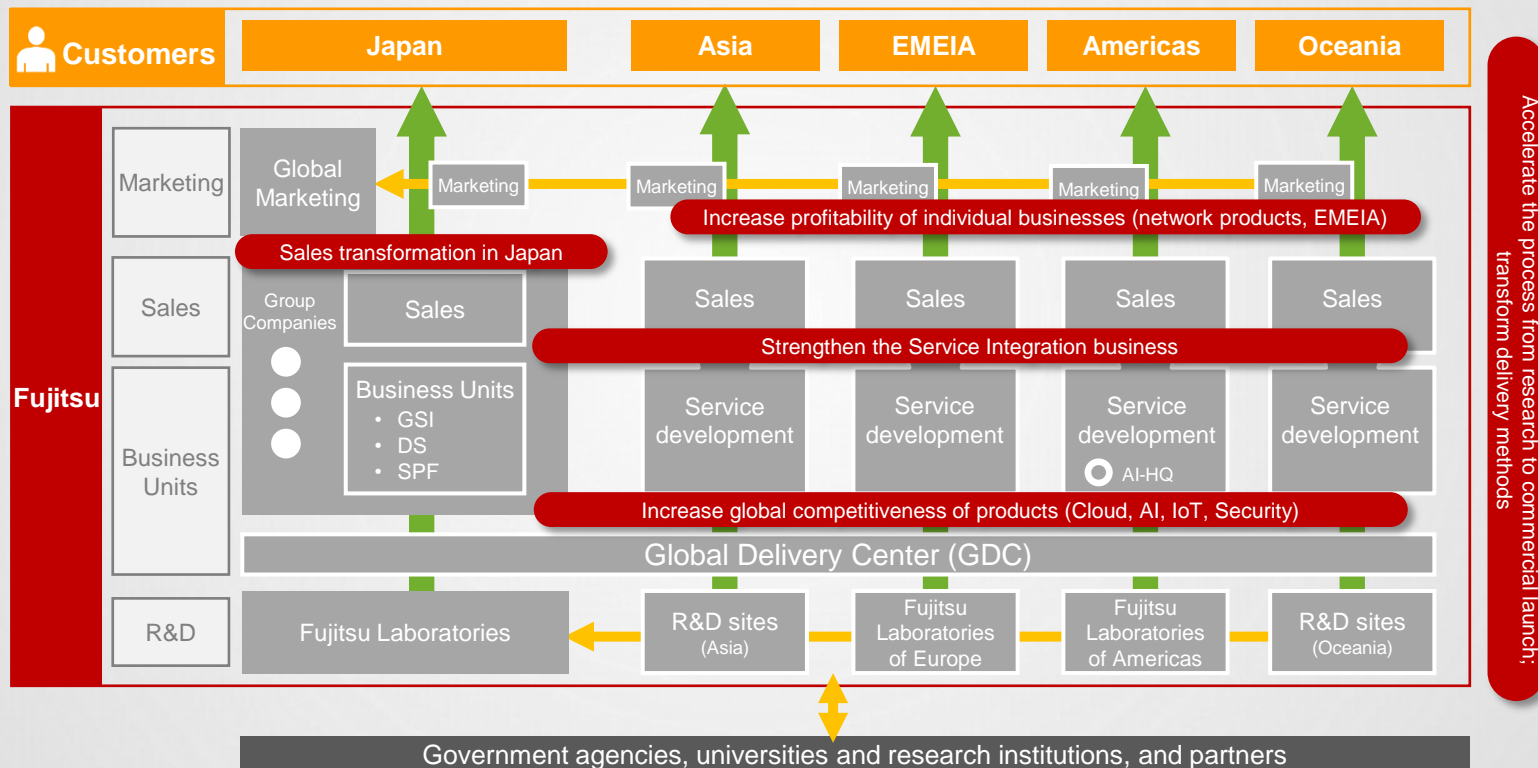 Customers
Japan
Asia
EMEIA
Americas
Oceania
Fujitsu
Marketing
Global
Marketing
Marketing
Marketing
Marketing
Marketing
Marketing
Increase profitability of individual businesses (network products, EMEIA)
Sales transformation in Japan
Sales
Group
Companies
Sales
Sales
Sales
Sales
Sales
Strengthen the Service Integration business
Business
Units
Business Units
• GSI
• DS
• SPF
Service
development
Service
development
Service
development
AI-HQ
Service
development
Increase global competitiveness of products (Cloud, AI, IoT, Security)
Global Delivery Center (GDC)
R&D
Fujitsu Laboratories
R&D sites
(Asia)
Fujitsu
Laboratories
of Europe
Fujitsu
Laboratories
of Americas
R&D sites
(Oceania)
Government agencies, universities and research institutions, and partners
Accelerate the process from research to commercial launch;
transform delivery methods